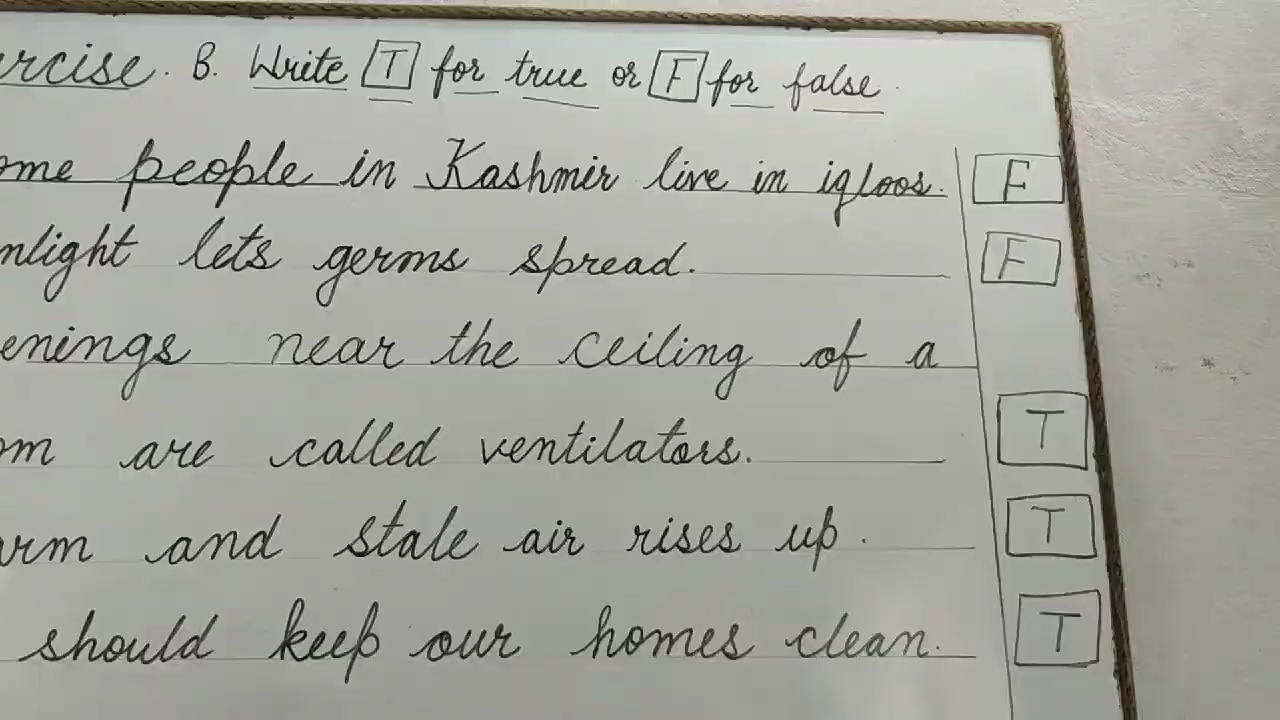 ercise. B. Write T for true or F for false.
ome people in Kashmir live in igloos. F
nlight lets germs spread. F
enings near the ceiling of a
om are called ventilators. T
arm and stale air rises up. T
should keep our homes clean. T